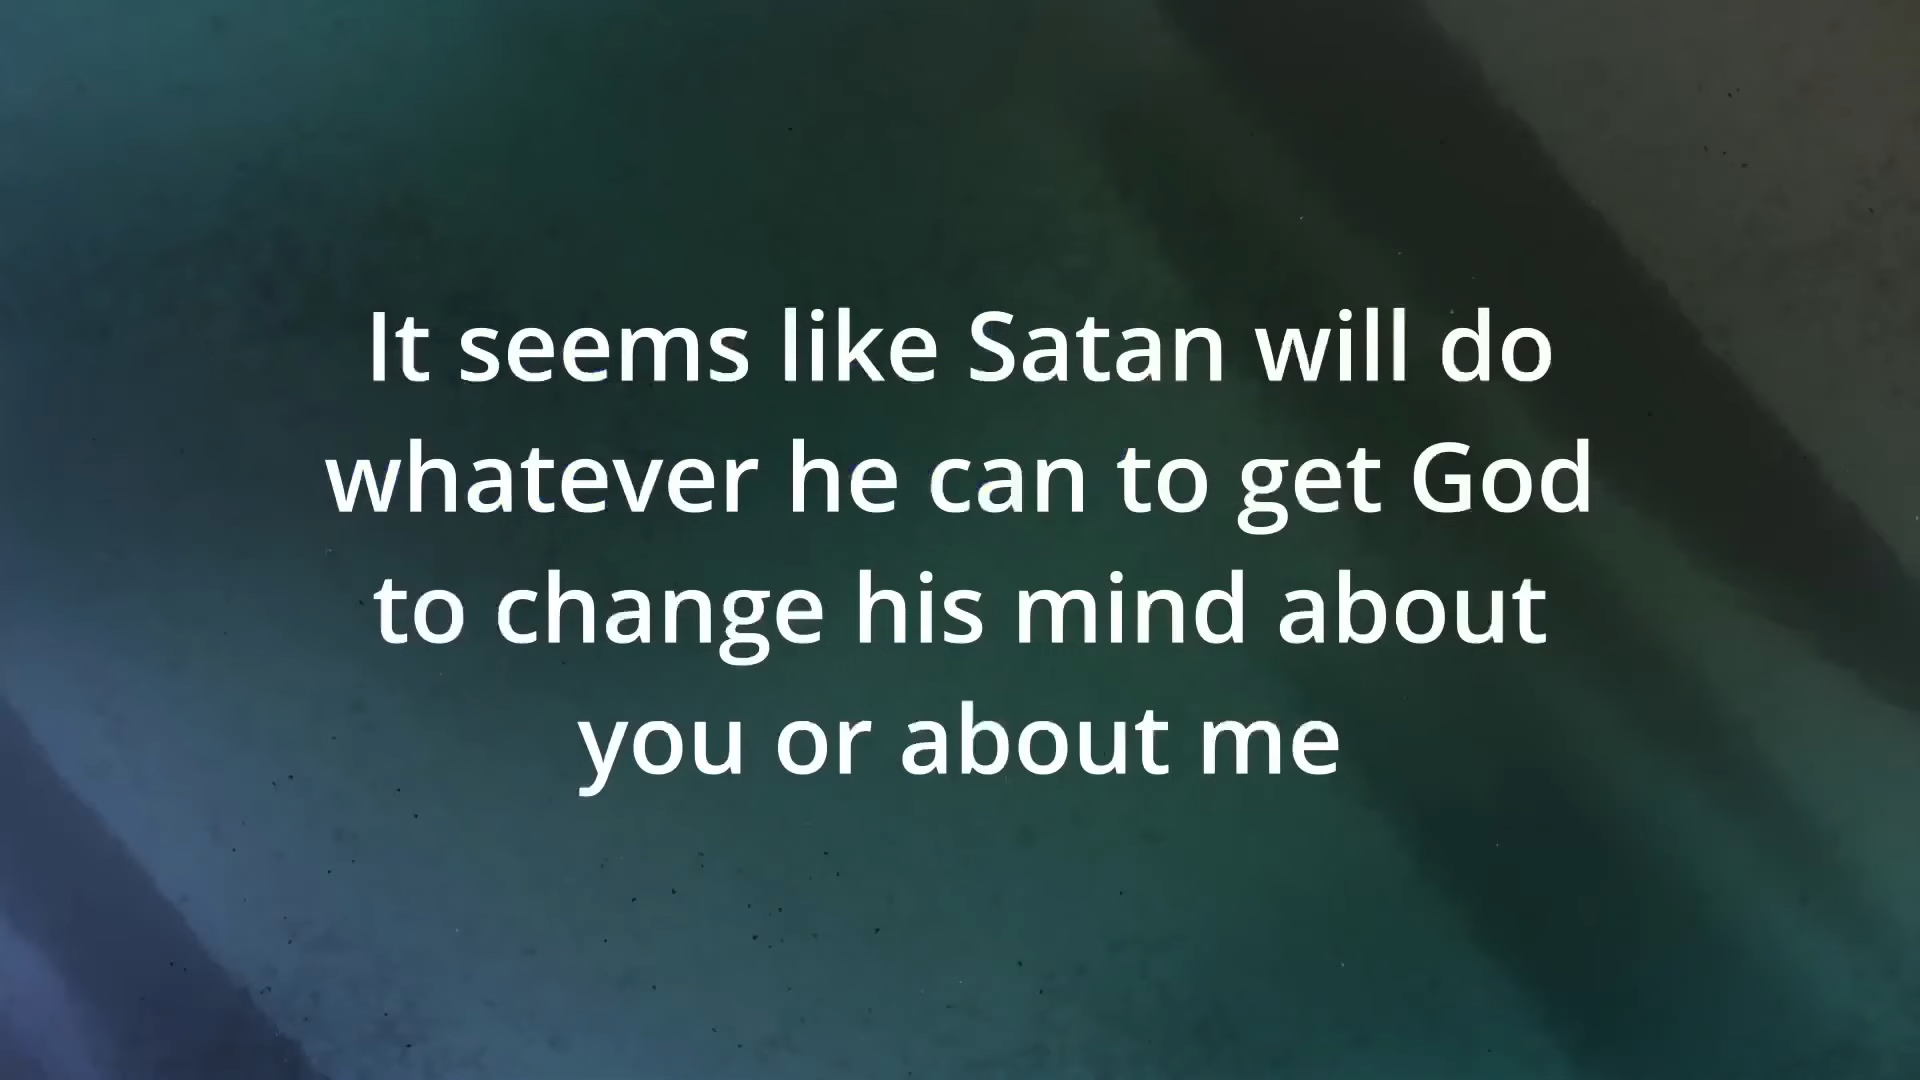 It seems like Satan will do
whatever he can to get God
to change his mind about
you or about me